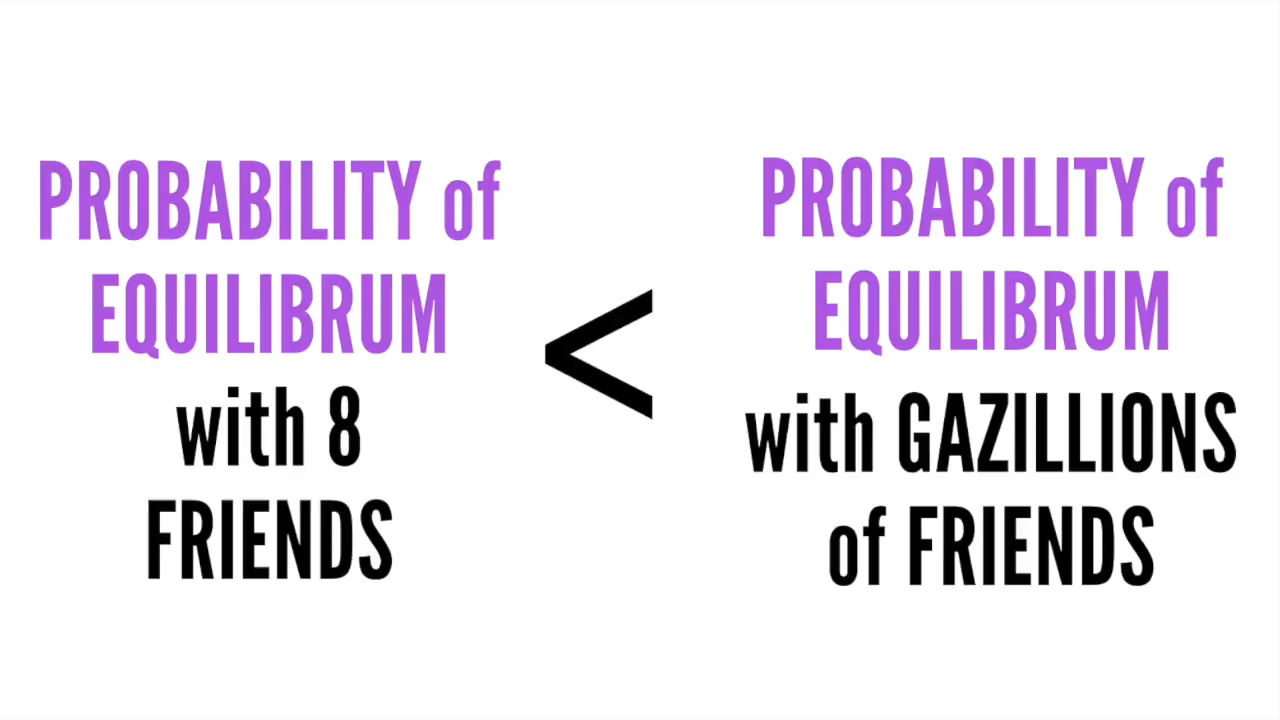 PROBABILITY of
EQUILIBRUM
with 8
FRIENDS
<
PROBABILITY of
EQUILIBRUM
with GAZILLIONS
of FRIENDS